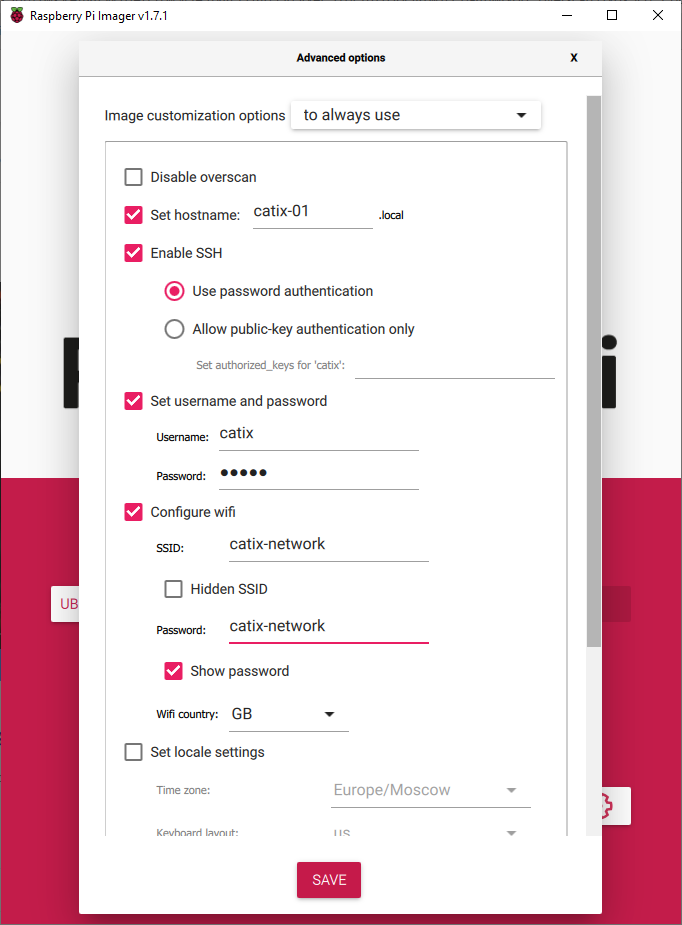 Raspberry Pi Imager v1.7.1
Advanced options
X
Image customization options to always use
Disable overscan
Set hostname: catix-01 .local
Enable SSH
Use password authentication
Allow public-key authentication only
Set authorized_keys for 'catix':
Set username and password
Username: catix
Password: ●●●●●
Configure wifi
SSID: catix-network
Hidden SSID
Password: catix-network
Show password
Wifi country: GB
Set locale settings
Time zone: Europe/Moscow
Keyboard layout: US
UB
SAVE